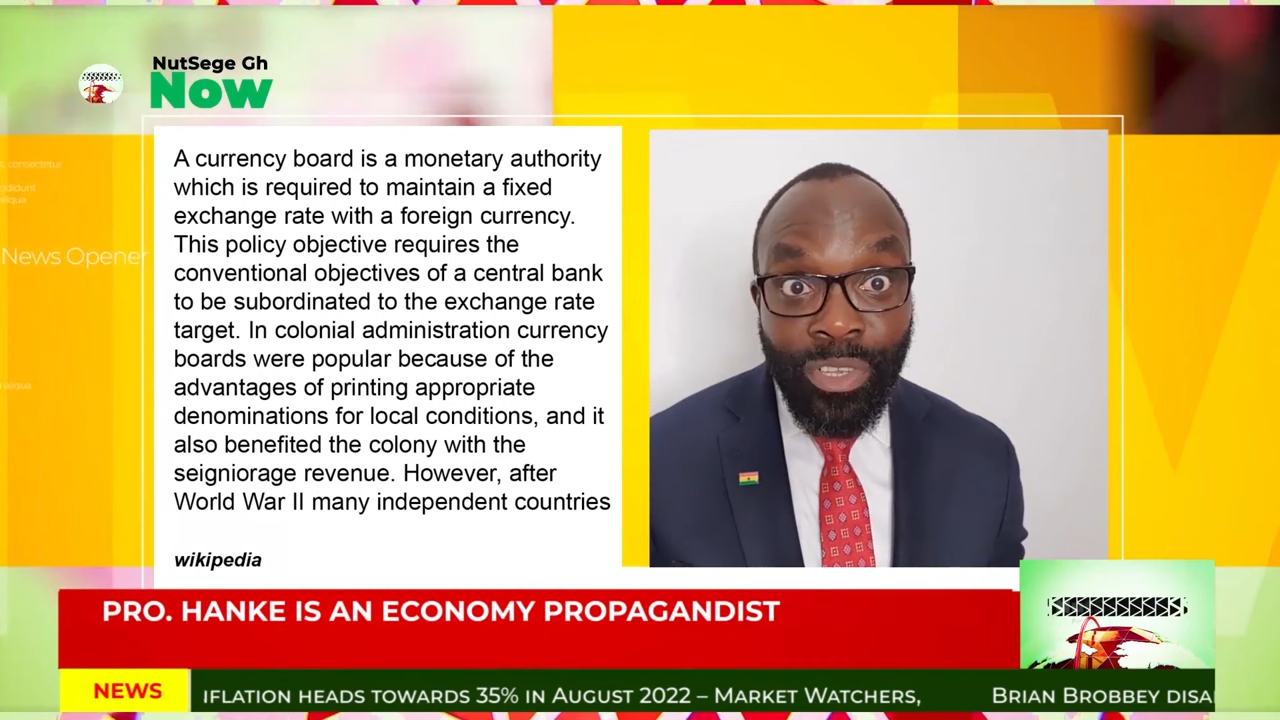 NutSege Gh
Now
A currency board is a monetary authority
which is required to maintain a fixed
exchange rate with a foreign currency.
This policy objective requires the
conventional objectives of a central bank
to be subordinated to the exchange rate
target. In colonial administration currency
boards were popular because of the
advantages of printing appropriate
denominations for local conditions, and it
also benefited the colony with the
seigniorage revenue. However, after
World War II many independent countries
wikipedia
consectetur
News Opener
PRO. HANKE IS AN ECONOMY PROPAGANDIST
NEWS
IFLATION HEADS TOWARDS 35% IN AUGUST 2022 – MARKET WATCHERS, BRIAN BROBBEY DISA